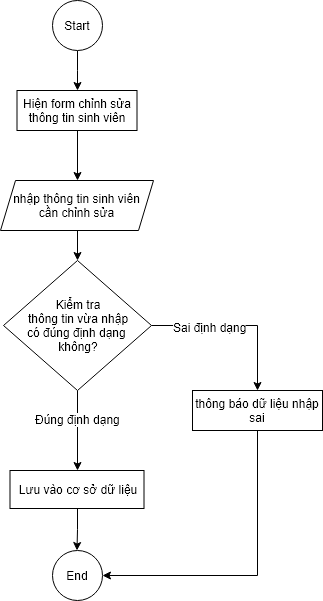 Start
Hiện form chỉnh sửa
thông tin sinh viên
nhập thông tin sinh viên
cần chỉnh sửa
Kiểm tra
thông tin vừa nhập
có đúng định dạng
không?
Sai định dạng
thông báo dữ liệu nhập
sai
Đúng định dạng
Lưu vào cơ sở dữ liệu
End